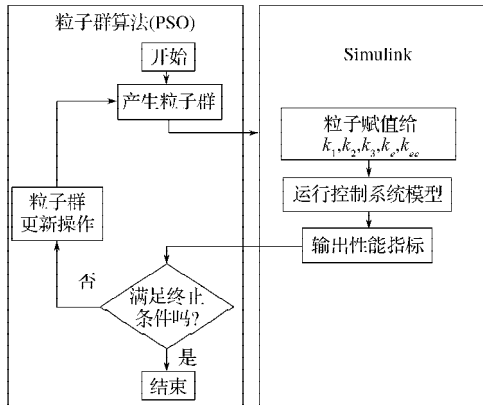 粒子群算法(PSO)
开始
产生粒子群
粒子群
更新操作
否
满足终止
条件吗?
是
结束
Simulink
粒子赋值给
k₁,k₂,k₃,kₑ,kₑc
运行控制系统模型
输出性能指标